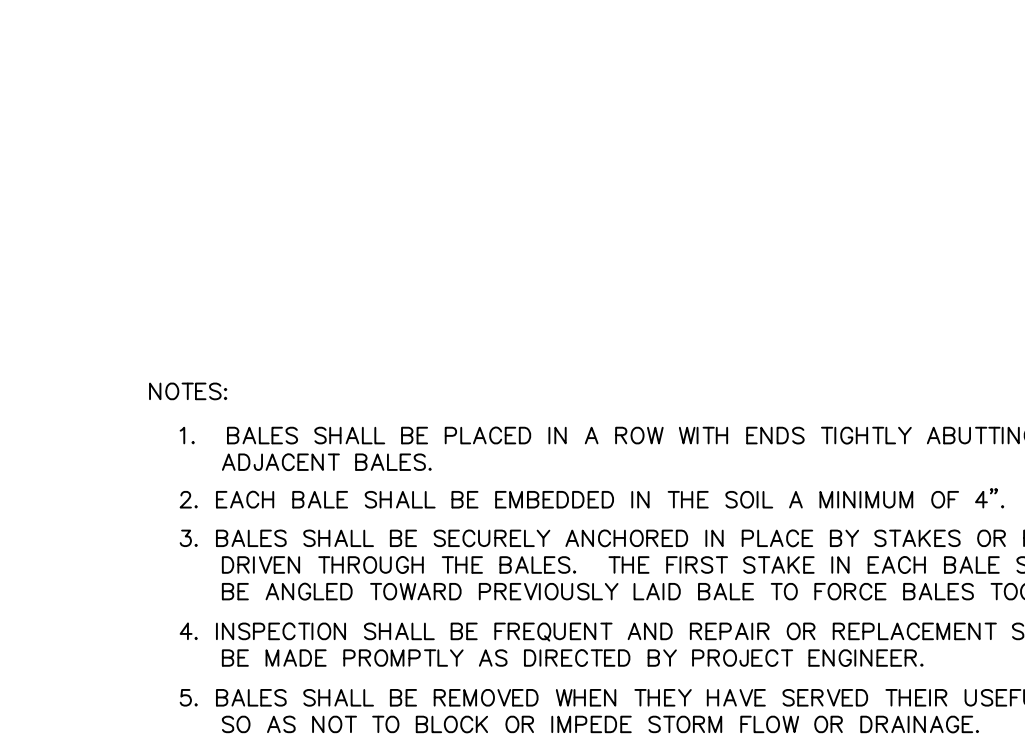 NOTES:
1. BALES SHALL BE PLACED IN A ROW WITH ENDS TIGHTLY
ADJACENT BALES.
2. EACH BALE SHALL BE EMBEDDED IN THE SOIL A MINIMUM OF 4”.
3. BALES SHALL BE SECURELY ANCHORED IN PLACE BY STAKES OR
DRIVEN THROUGH THE BALES. THE FIRST STAKE IN EACH BALE
BE ANGLED TOWARD PREVIOUSLY LAID BALE TO FORCE BALES
4. INSPECTION SHALL BE FREQUENT AND REPAIR OR REPLACEMENT
BE MADE PROMPTLY AS DIRECTED BY PROJECT ENGINEER.
5. BALES SHALL BE REMOVED WHEN THEY HAVE SERVED THEIR
SO AS NOT TO BLOCK OR IMPEDE STORM FLOW OR DRAINAGE.